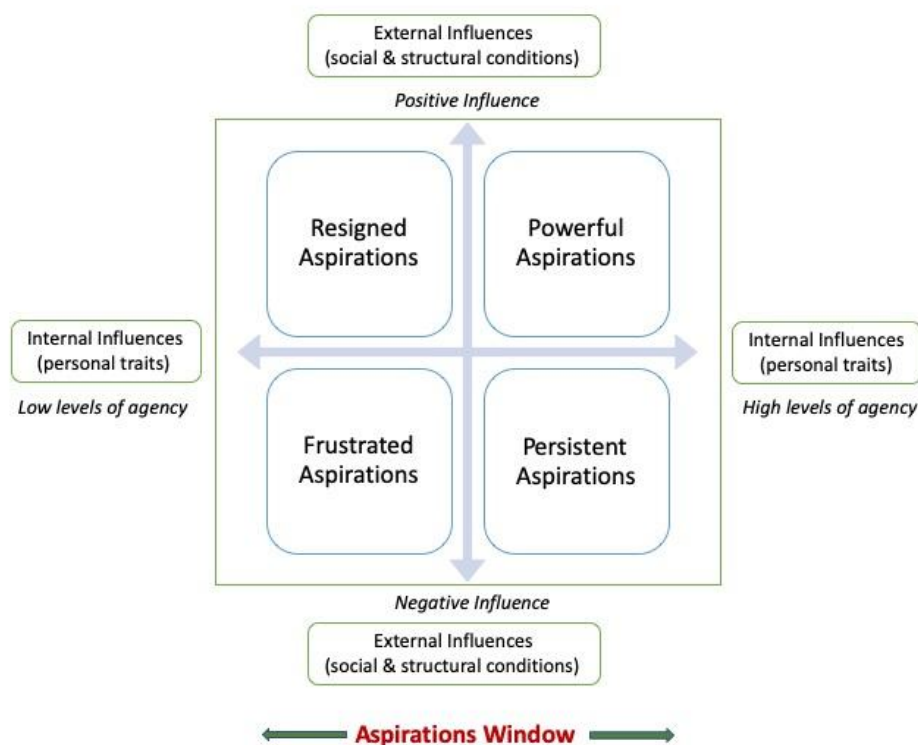 External Influences
(social & structural conditions)
Positive Influence
Resigned
Aspirations
Powerful
Aspirations
Internal Influences
(personal traits)
Low levels of agency
Internal Influences
(personal traits)
High levels of agency
Frustrated
Aspirations
Persistent
Aspirations
Negative Influence
External Influences
(social & structural conditions)
Aspirations Window